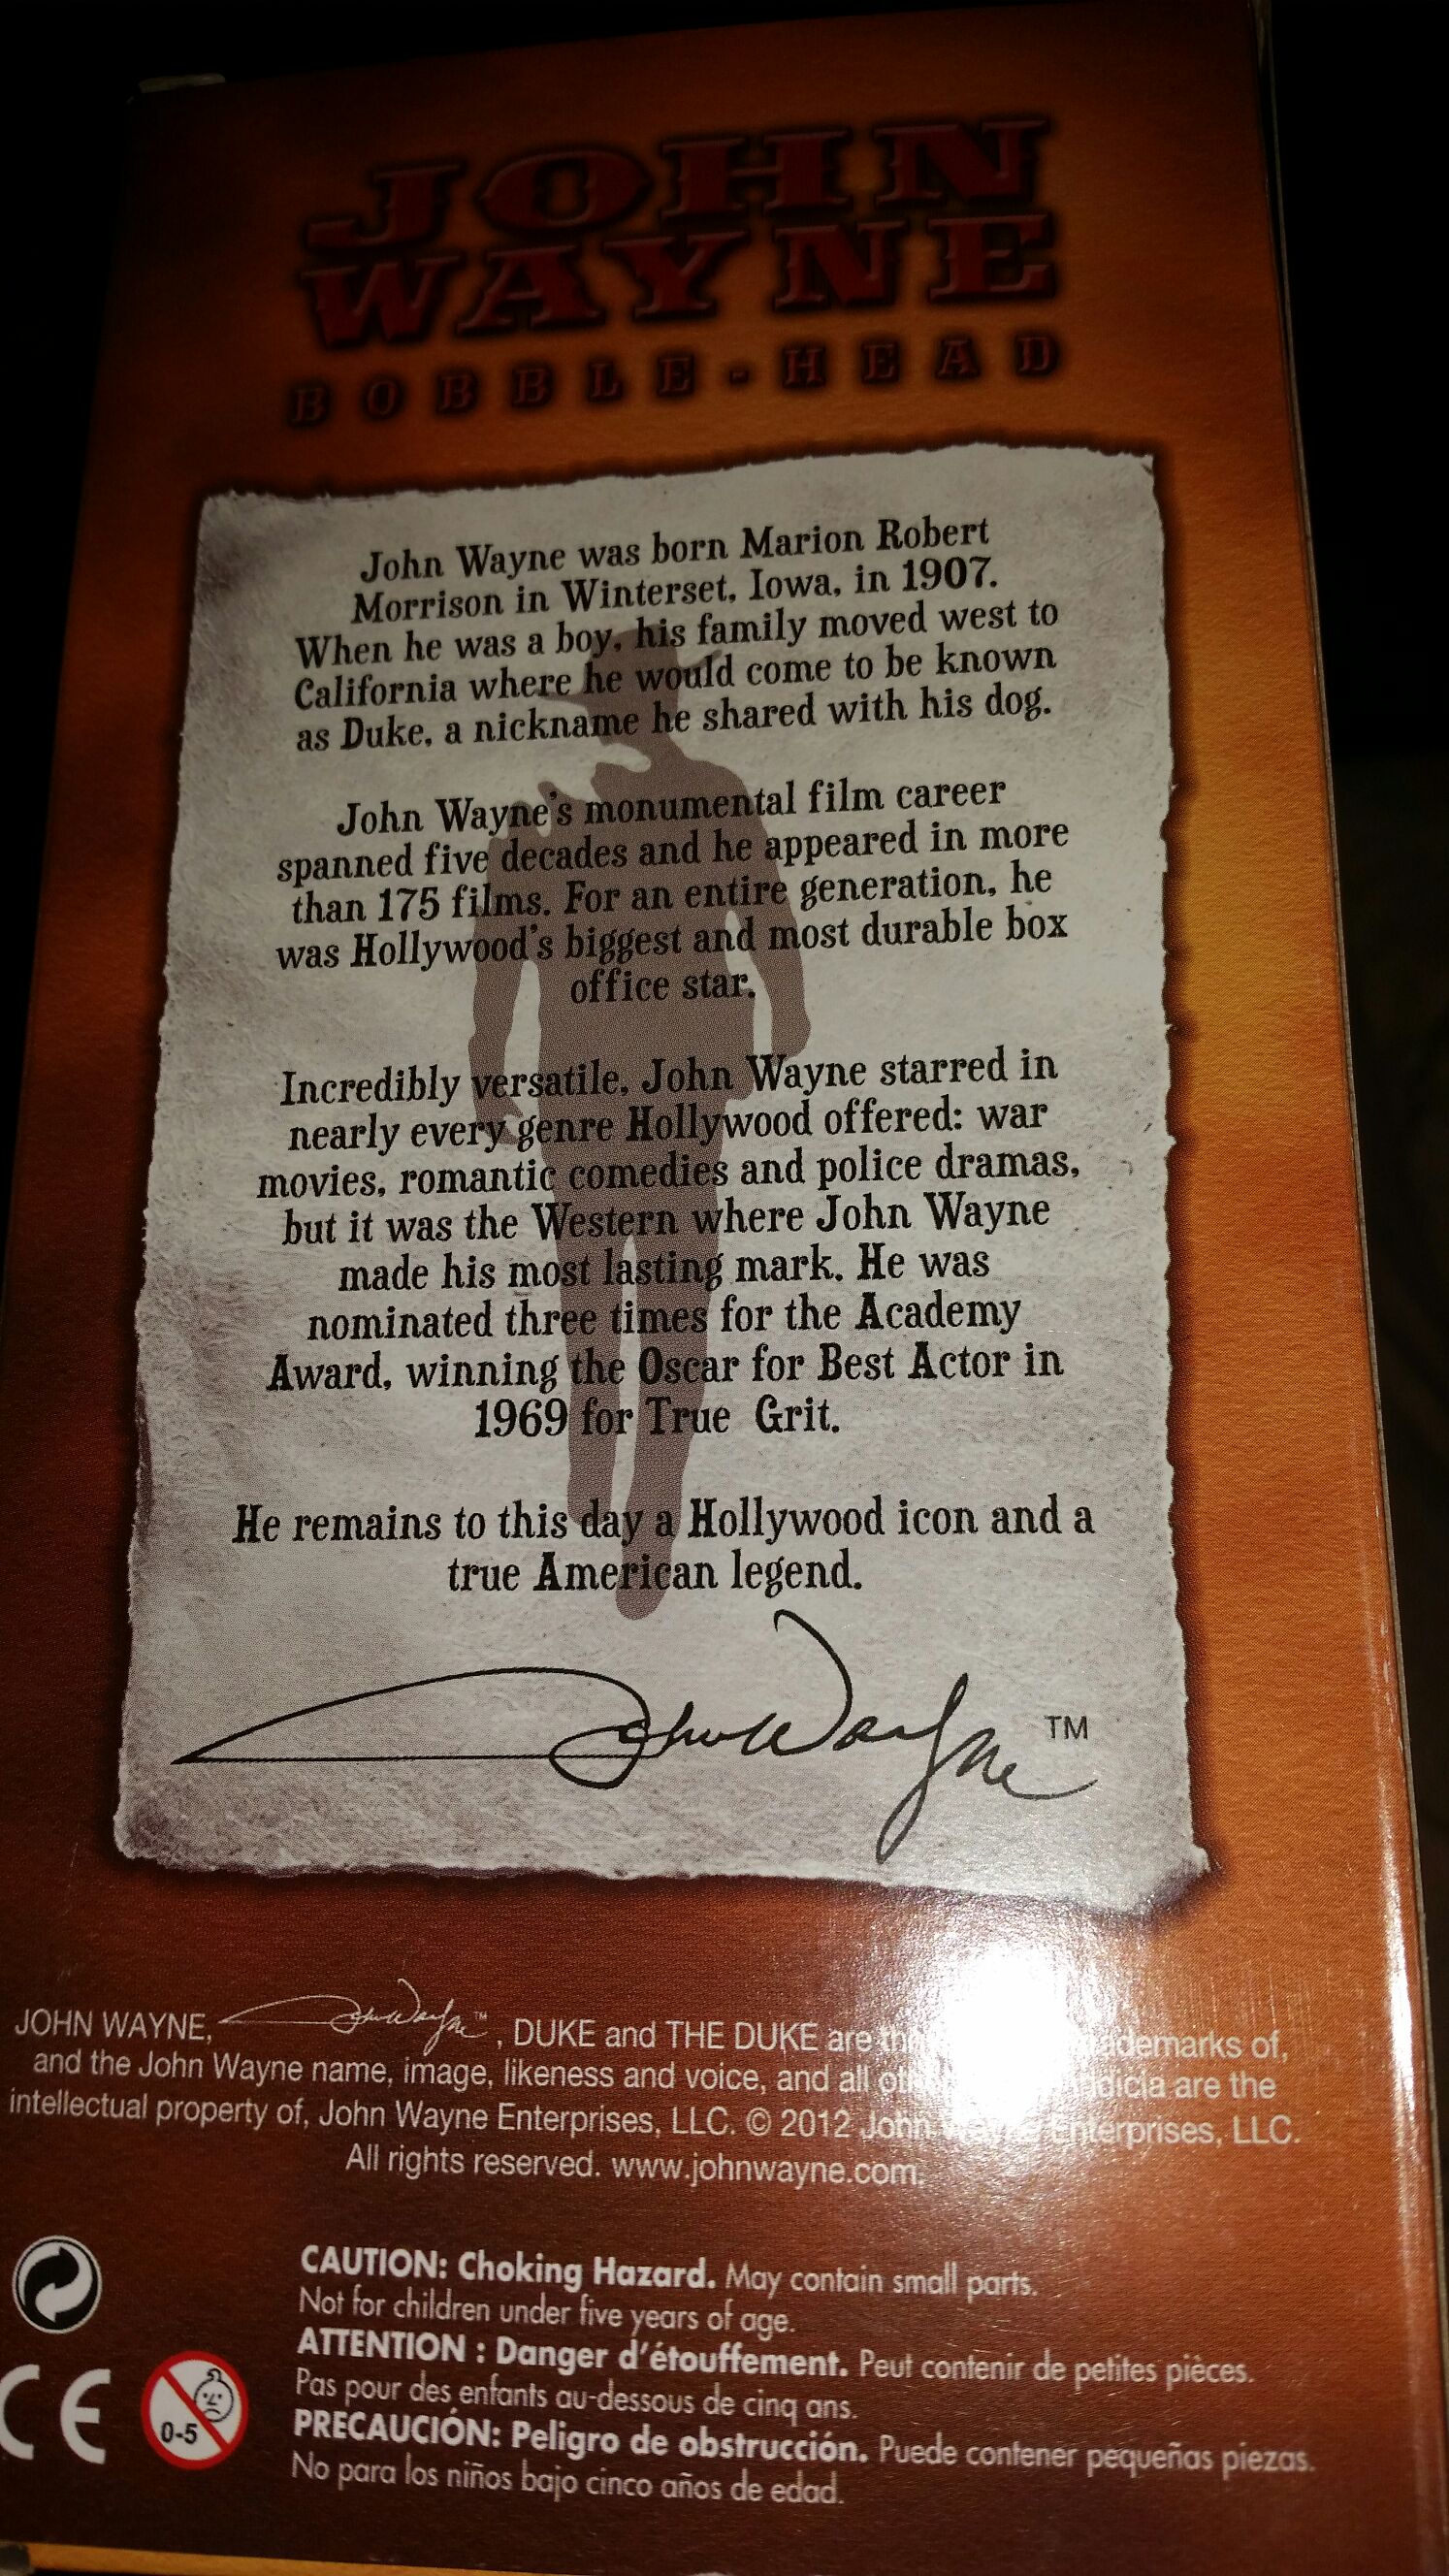 JOHN
WAYNE
BOBBLE-HEAD
John Wayne was born Marion Robert
Morrison in Winterset, Iowa, in 1907.
When he was a boy, his family moved west to
California where he would come to be known
as Duke, a nickname he shared with his dog.
John Wayne's monumental film career
spanned five decades and he appeared in more
than 175 films. For an entire generation, he
was Hollywood's biggest and most durable box
office star.
Incredibly versatile, John Wayne starred in
nearly every genre Hollywood offered: war
movies, romantic comedies and police dramas,
but it was the Western where John Wayne
made his most lasting mark. He was
nominated three times for the Academy
Award, winning the Oscar for Best Actor in
1969 for True Grit.
He remains to this day a Hollywood icon and a
true American legend.
John Wayne TM
JOHN WAYNE, John Wayne TM, DUKE and THE DUKE are of,
and the John Wayne name, image, likeness and voice, and all are the
intellectual property of, John Wayne Enterprises, LLC. © 2012 John Wayne Enterprises, LLC.
All rights reserved. www.johnwayne.com.
CAUTION: Choking Hazard. May contain small parts.
Not for children under five years of age.
ATTENTION : Danger d'étouffement. Peut contenir de petites pièces.
Pas pour des enfants au-dessous de cinq ans.
PRECAUCIÓN: Peligro de obstrucción. Puede contener pequeñas piezas.
No para los niños bajo cinco años de edad.
CE
0-5